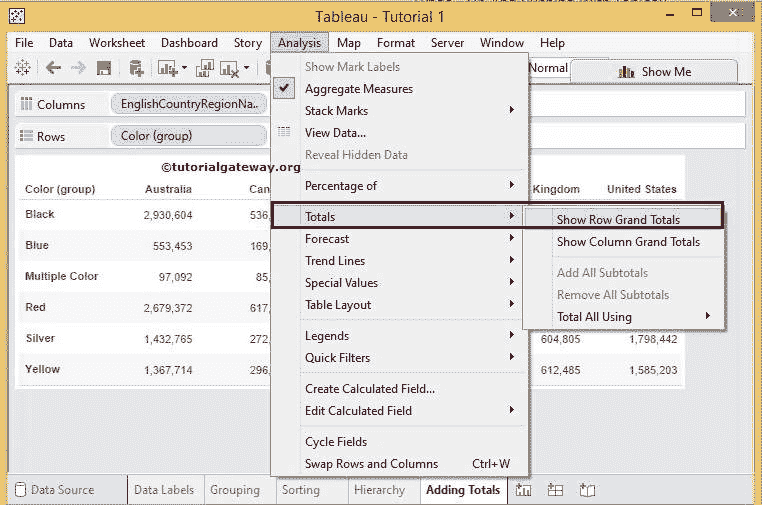 Tableau - Tutorial 1
File Data Worksheet Dashboard Story Analysis Map Format Server Window Help
Normal
Show Me
Columns EnglishCountryRegionNa..
Rows Color (group)
©tutorialgateway.org
Color (group) Australia Can Kingdom United States
Black 2,930,604 536,
Blue 553,453 169,
Multiple Color 97,092 85,
Red 2,679,372 617,
Silver 1,432,765 272, 604,805 1,798,442
Yellow 1,367,714 296, 612,485 1,585,203
Show Mark Labels
Aggregate Measures
Stack Marks
View Data...
Reveal Hidden Data
Percentage of
Totals
Forecast
Trend Lines
Special Values
Table Layout
Legends
Quick Filters
Create Calculated Field...
Edit Calculated Field
Cycle Fields
Swap Rows and Columns Ctrl+W
Show Row Grand Totals
Show Column Grand Totals
Add All Subtotals
Remove All Subtotals
Total All Using
Data Source Data Labels Grouping Sorting Hierarchy Adding Totals